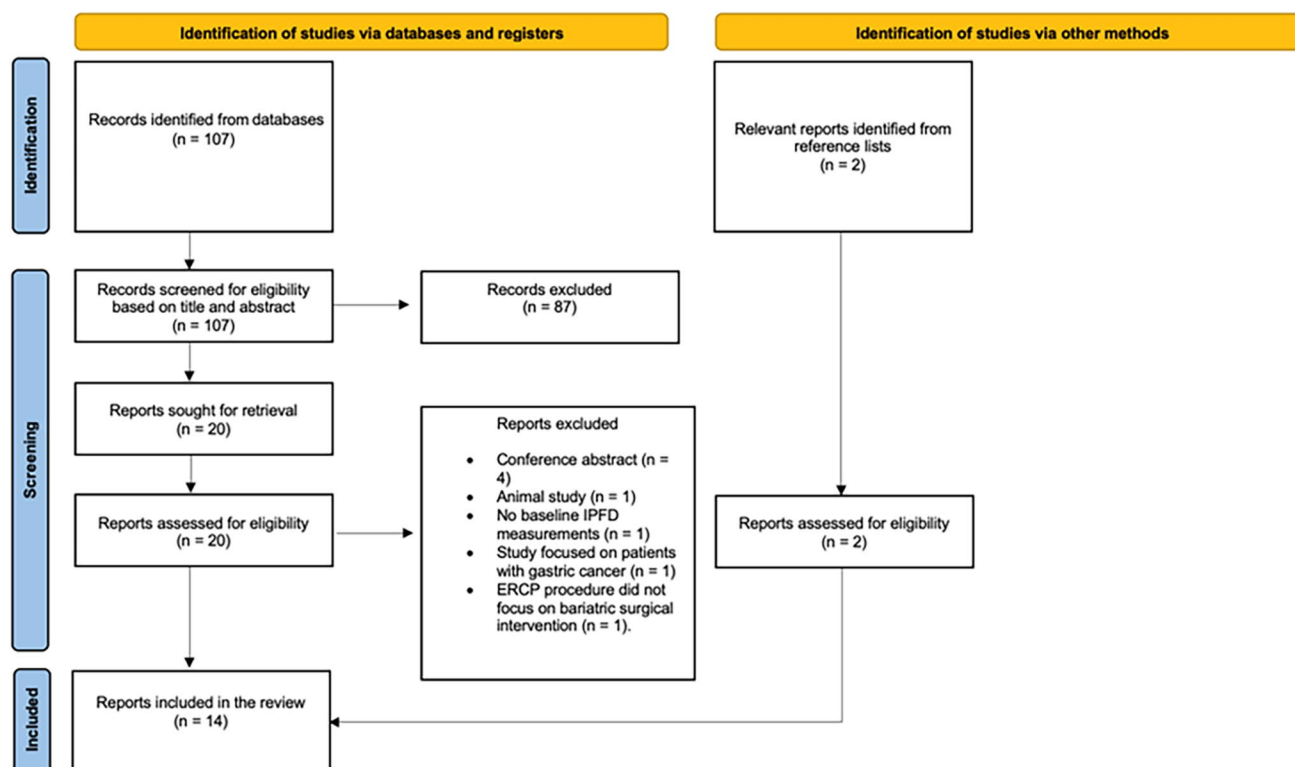 Identification of studies via databases and registers
Identification of studies via other methods
Identification
Records identified from databases
(n = 107)
Relevant reports identified from
reference lists
(n = 2)
Screening
Records screened for eligibility
based on title and abstract
(n = 107)
Records excluded
(n = 87)
Reports sought for retrieval
(n = 20)
Reports assessed for eligibility
(n = 20)
Reports excluded
• Conference abstract (n =
4)
• Animal study (n = 1)
• No baseline IPFD
measurements (n = 1)
• Study focused on patients
with gastric cancer (n = 1)
• ERCP procedure did not
focus on bariatric surgical
intervention (n = 1).
Reports assessed for eligibility
(n = 2)
Included
Reports included in the review
(n = 14)